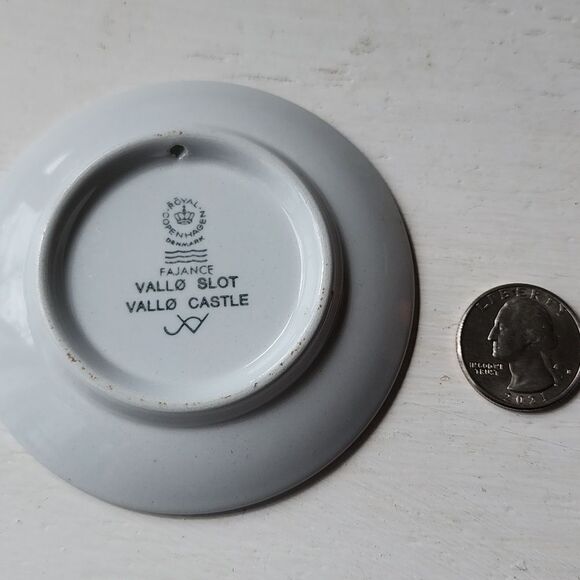 ROYAL
COPENHAGEN
DENMARK
FAJANCE
VALLØ SLOT
VALLØ CASTLE
LIBERTY
IN GOD WE
TRUST
2021